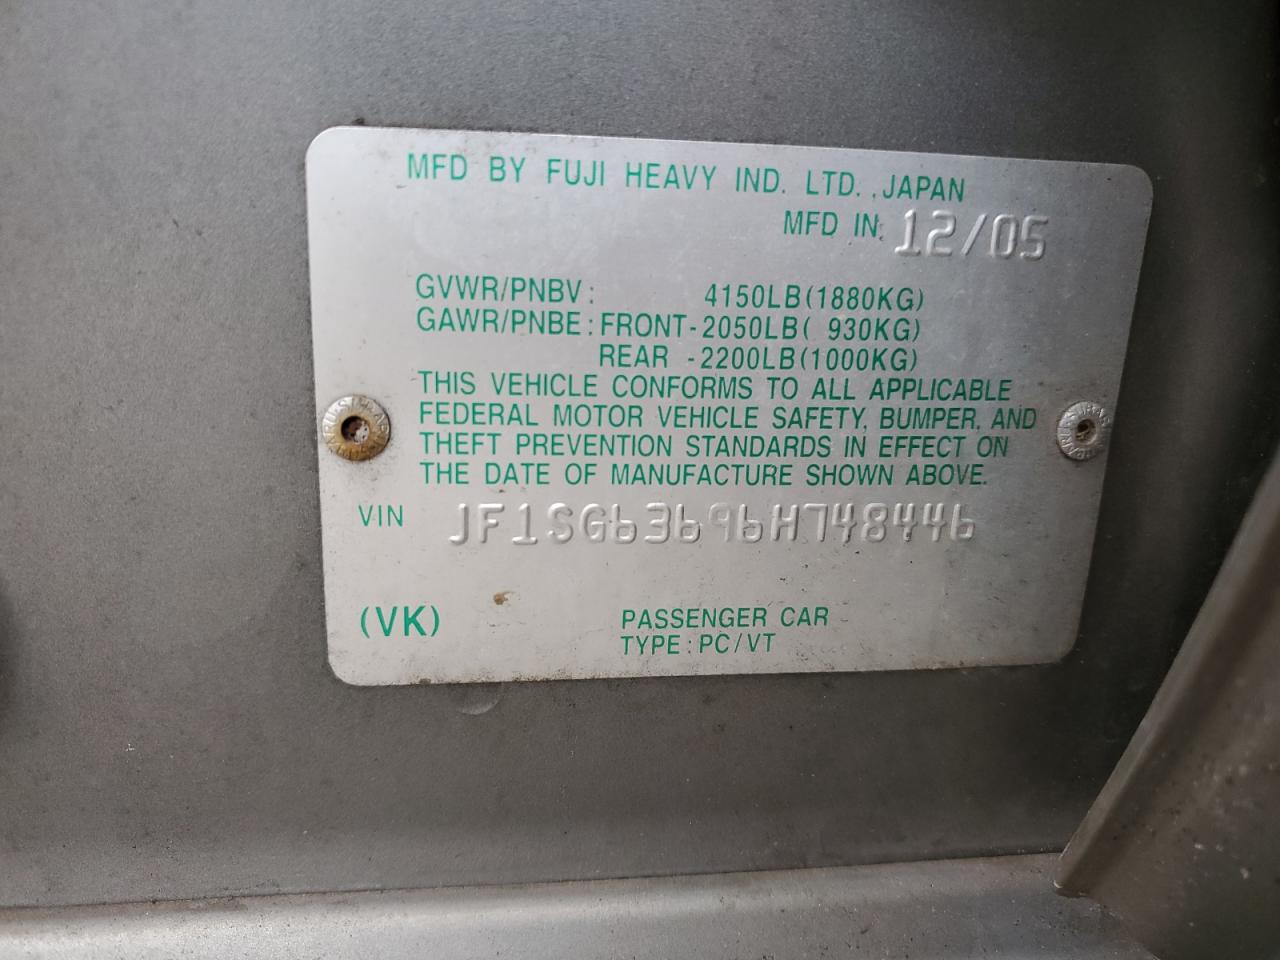 MFD BY FUJI HEAVY IND. LTD. ,JAPAN
MFD IN: 12/05
GVWR/PNBV: 4150LB(1880KG)
GAWR/PNBE: FRONT-2050LB( 930KG)
REAR -2200LB(1000KG)
THIS VEHICLE CONFORMS TO ALL APPLICABLE
FEDERAL MOTOR VEHICLE SAFETY, BUMPER, AND
THEFT PREVENTION STANDARDS IN EFFECT ON
THE DATE OF MANUFACTURE SHOWN ABOVE.
VIN JF1SG63696H748446
(VK) PASSENGER CAR
TYPE: PC/VT